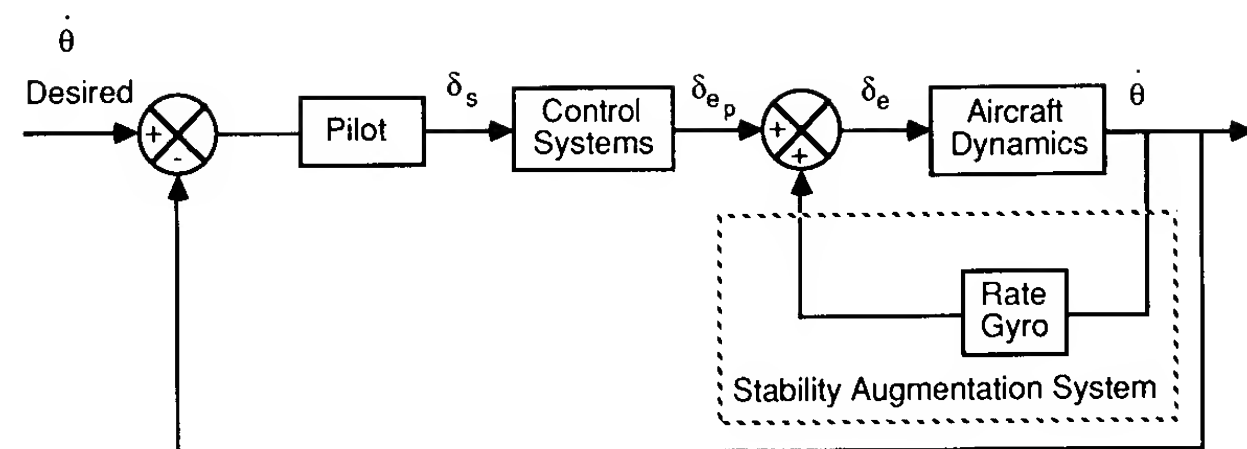 θ̇
Desired
+
-
Pilot
δs
Control
Systems
δep
+
+
δe
Aircraft
Dynamics
θ̇
Rate
Gyro
Stability Augmentation System